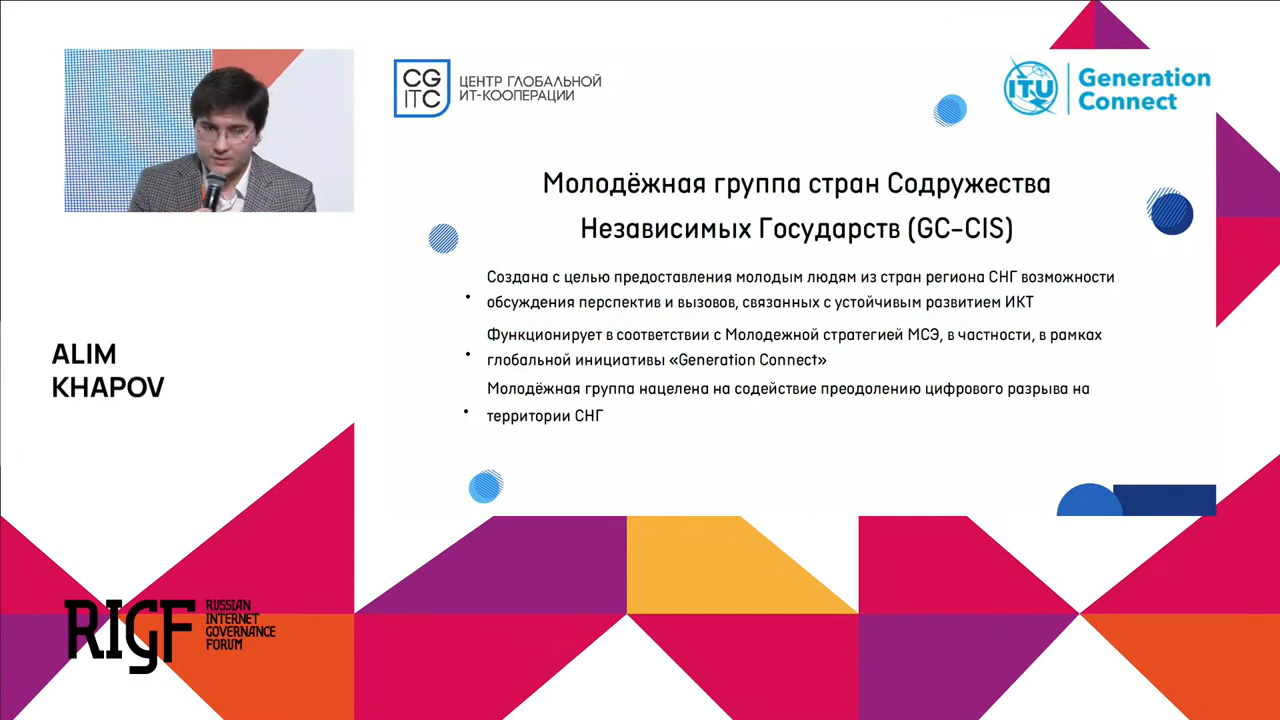 CG
ITC
ЦЕНТР ГЛОБАЛЬНОЙ
ИТ-КООПЕРАЦИИ
ITU
Generation
Connect
Молодёжная группа стран Содружества
Независимых Государств (GC-CIS)
• Создана с целью предоставления молодым людям из стран региона СНГ возможности
обсуждения перспектив и вызовов, связанных с устойчивым развитием ИКТ
• Функционирует в соответствии с Молодежной стратегией МСЭ, в частности, в рамках
глобальной инициативы «Generation Connect»
• Молодёжная группа нацелена на содействие преодолению цифрового разрыва на
территории СНГ
ALIM
KHAPOV
RIGF
RUSSIAN
INTERNET
GOVERNANCE
FORUM